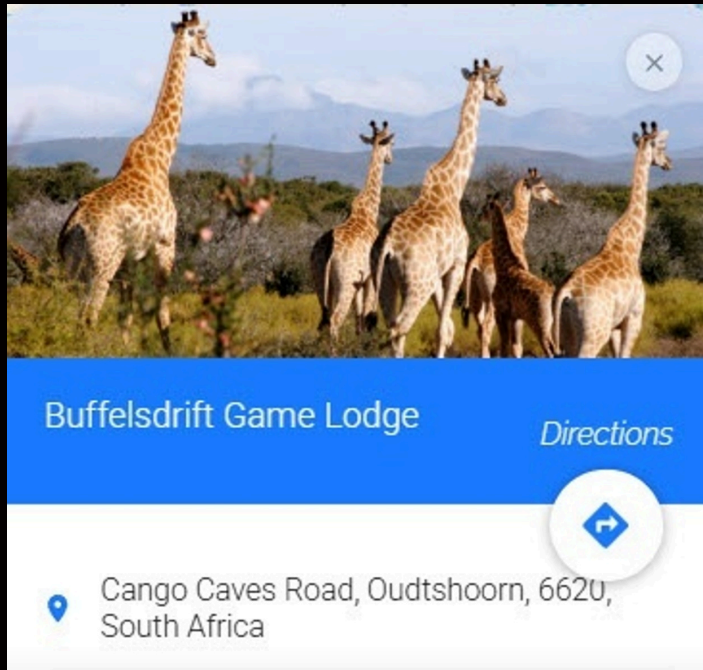 Buffelsdrift Game Lodge
Directions
Cango Caves Road, Oudtshoorn, 6620,
South Africa